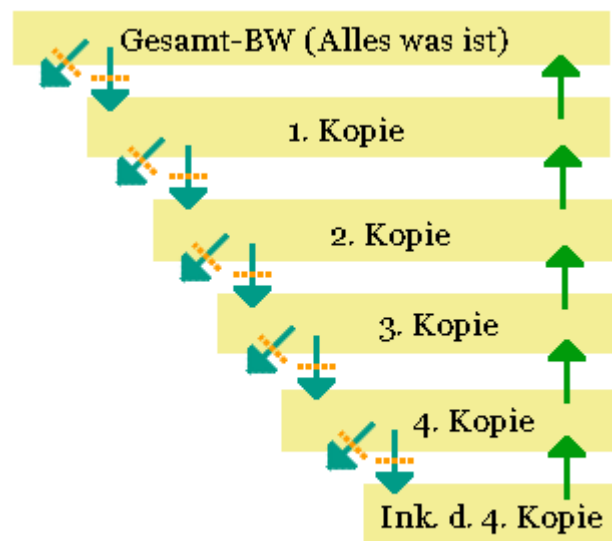 Gesamt-BW (Alles was ist)
1. Kopie
2. Kopie
3. Kopie
4. Kopie
Ink. d. 4. Kopie